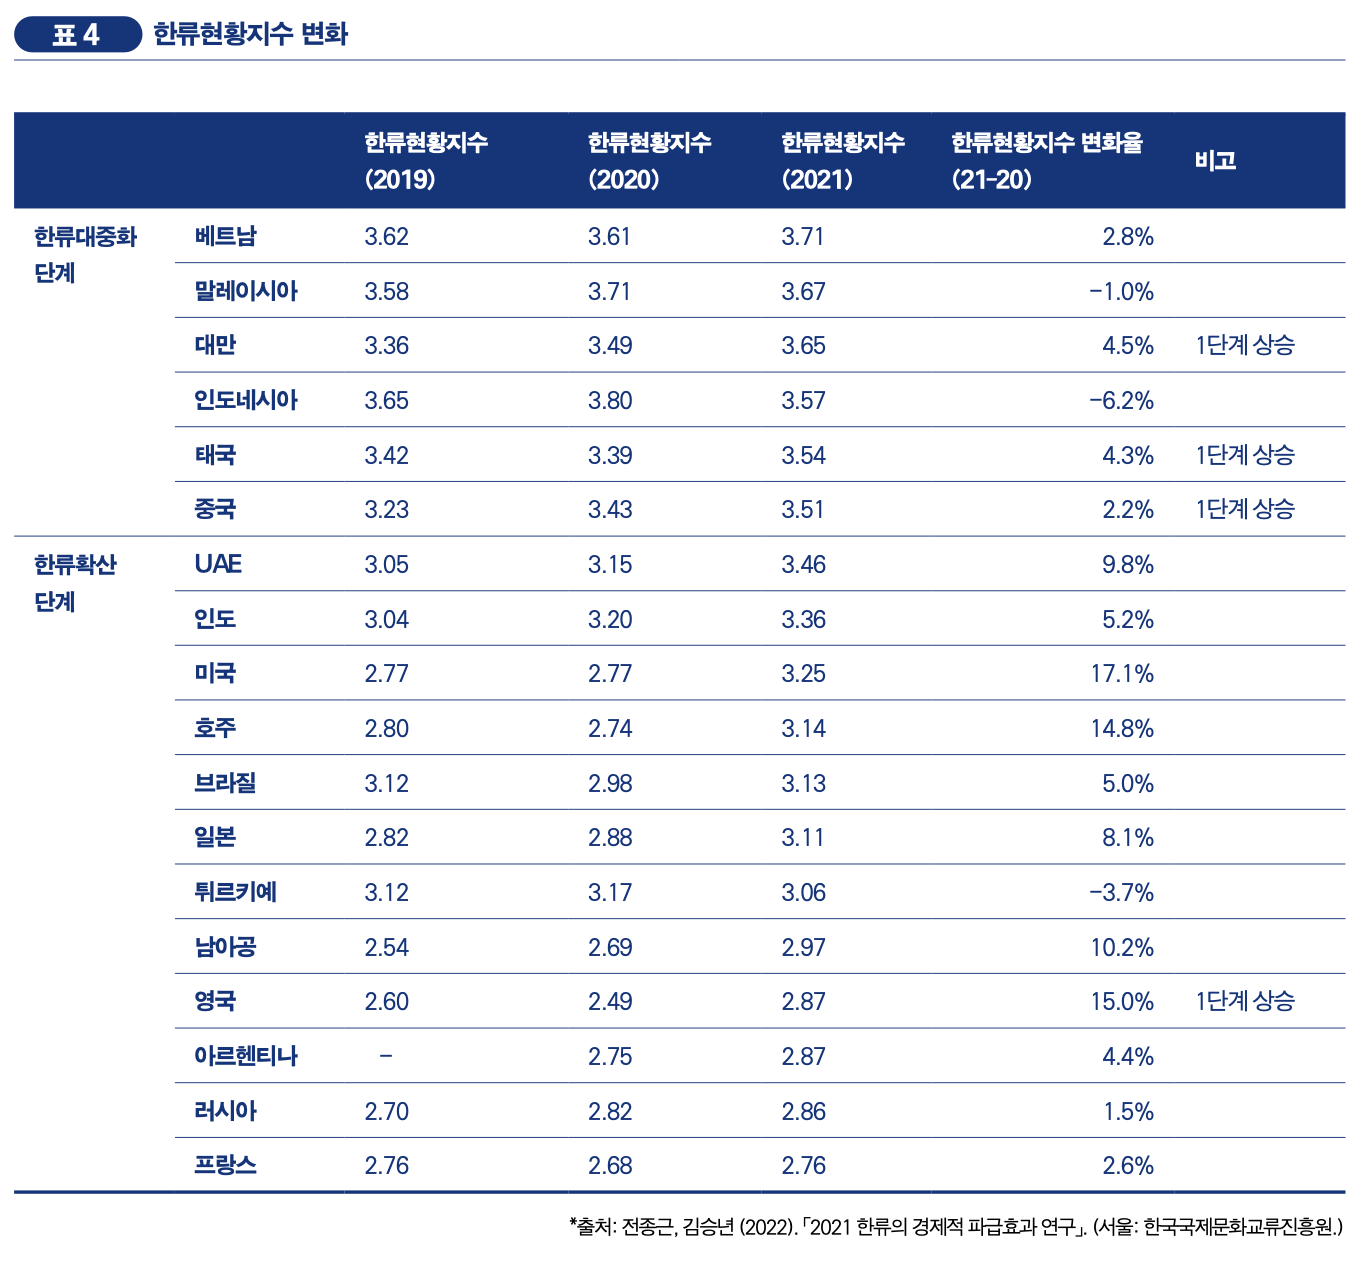 표 4 한류현황지수 변화
한류현황지수 (2019) 한류현황지수 (2020) 한류현황지수 (2021) 한류현황지수 변화율 (21-20) 비고
한류대중화 단계 베트남 3.62 3.61 3.71 2.8%
말레이시아 3.58 3.71 3.67 -1.0%
대만 3.36 3.49 3.65 4.5% 1단계 상승
인도네시아 3.65 3.80 3.57 -6.2%
태국 3.42 3.39 3.54 4.3% 1단계 상승
중국 3.23 3.43 3.51 2.2% 1단계 상승
한류확산 단계 UAE 3.05 3.15 3.46 9.8%
인도 3.04 3.20 3.36 5.2%
미국 2.77 2.77 3.25 17.1%
호주 2.80 2.74 3.14 14.8%
브라질 3.12 2.98 3.13 5.0%
일본 2.82 2.88 3.11 8.1%
튀르키예 3.12 3.17 3.06 -3.7%
남아공 2.54 2.69 2.97 10.2%
영국 2.60 2.49 2.87 15.0% 1단계 상승
아르헨티나 - 2.75 2.87 4.4%
러시아 2.70 2.82 2.86 1.5%
프랑스 2.76 2.68 2.76 2.6%
*출처: 전종근, 김승년 (2022). 「2021 한류의 경제적 파급효과 연구」. (서울: 한국국제문화교류진흥원.)